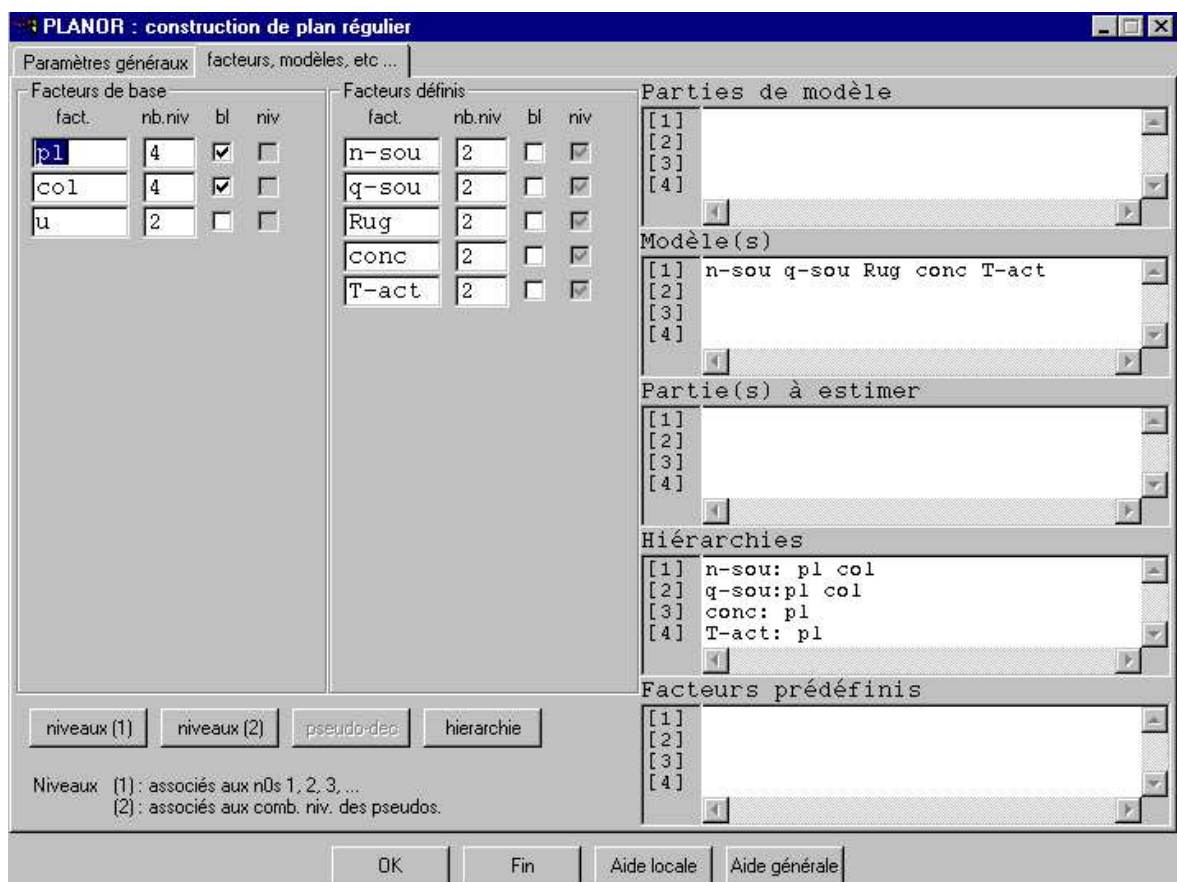 PLANOR : construction de plan régulier
Paramètres généraux
facteurs, modèles, etc ...
Facteurs de base
fact. nb.niv bl niv
pl 4
col 4
u 2
Facteurs définis
fact. nb.niv bl niv
n-sou 2
q-sou 2
Rug 2
conc 2
T-act 2
Parties de modèle
[1]
[2]
[3]
[4]
Modèle(s)
[1] n-sou q-sou Rug conc T-act
[2]
[3]
[4]
Partie(s) à estimer
[1]
[2]
[3]
[4]
Hiérarchies
[1] n-sou: pl col
[2] q-sou:pl col
[3] conc: pl
[4] T-act: pl
Facteurs prédéfinis
[1]
[2]
[3]
[4]
niveaux (1) niveaux (2) pseudo-dec hierarchie
Niveaux (1) : associés aux n0s 1, 2, 3, ...
(2) : associés aux comb. niv. des pseudos.
OK Fin Aide locale Aide générale